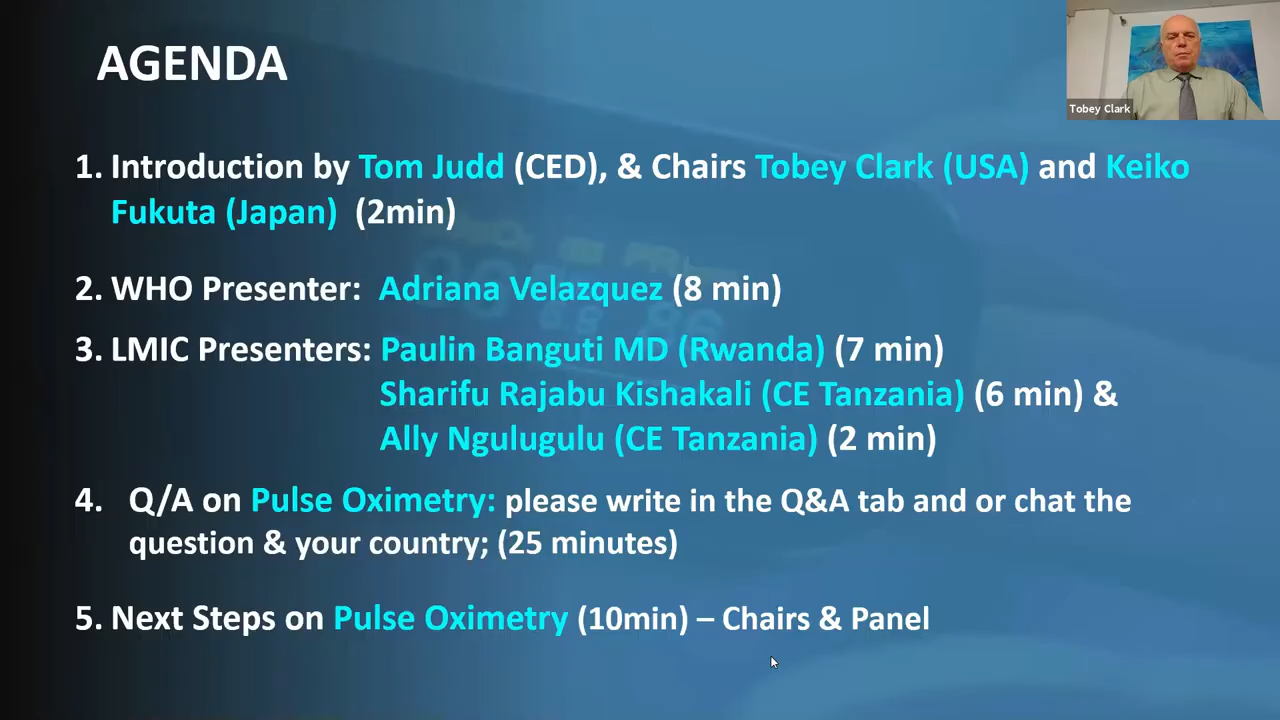 AGENDA
Tobey Clark
1. Introduction by Tom Judd (CED), & Chairs Tobey Clark (USA) and Keiko
Fukuta (Japan) (2min)
2. WHO Presenter: Adriana Velazquez (8 min)
3. LMIC Presenters: Paulin Banguti MD (Rwanda) (7 min)
Sharifu Rajabu Kishakali (CE Tanzania) (6 min) &
Ally Ngulugulu (CE Tanzania) (2 min)
4. Q/A on Pulse Oximetry: please write in the Q&A tab and or chat the
question & your country; (25 minutes)
5. Next Steps on Pulse Oximetry (10min) – Chairs & Panel